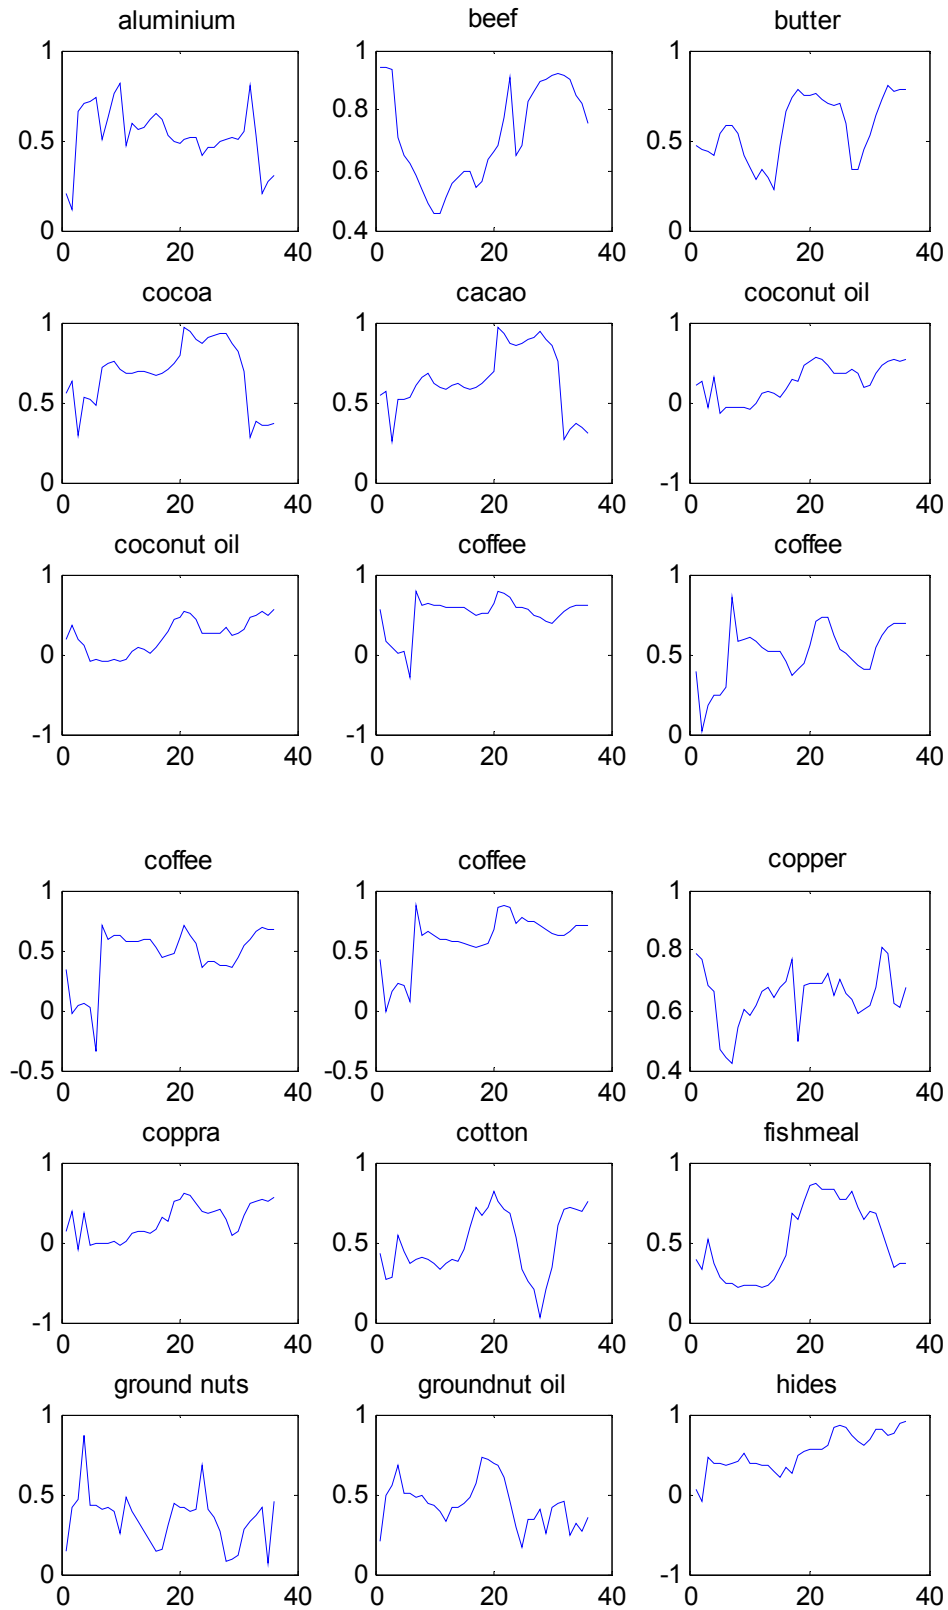 aluminium beef butter
1 1 1
0.8
0.5 0.5
0.6
0 0.4 0
0 20 40 0 20 40 0 20 40
cocoa cacao coconut oil
1 1 1
0.5 0.5 0
0 0 -1
0 20 40 0 20 40 0 20 40
coconut oil coffee coffee
1 1 1
0 0 0.5
-1 -1 0
0 20 40 0 20 40 0 20 40
coffee coffee copper
1 1 1
0.5 0.5 0.8
0 0 0.6
-0.5 -0.5 0.4
0 20 40 0 20 40 0 20 40
coppra cotton fishmeal
1 1 1
0 0.5 0.5
-1 0 0
0 20 40 0 20 40 0 20 40
ground nuts groundnut oil hides
1 1 1
0.5 0.5 0
0 0 -1
0 20 40 0 20 40 0 20 40